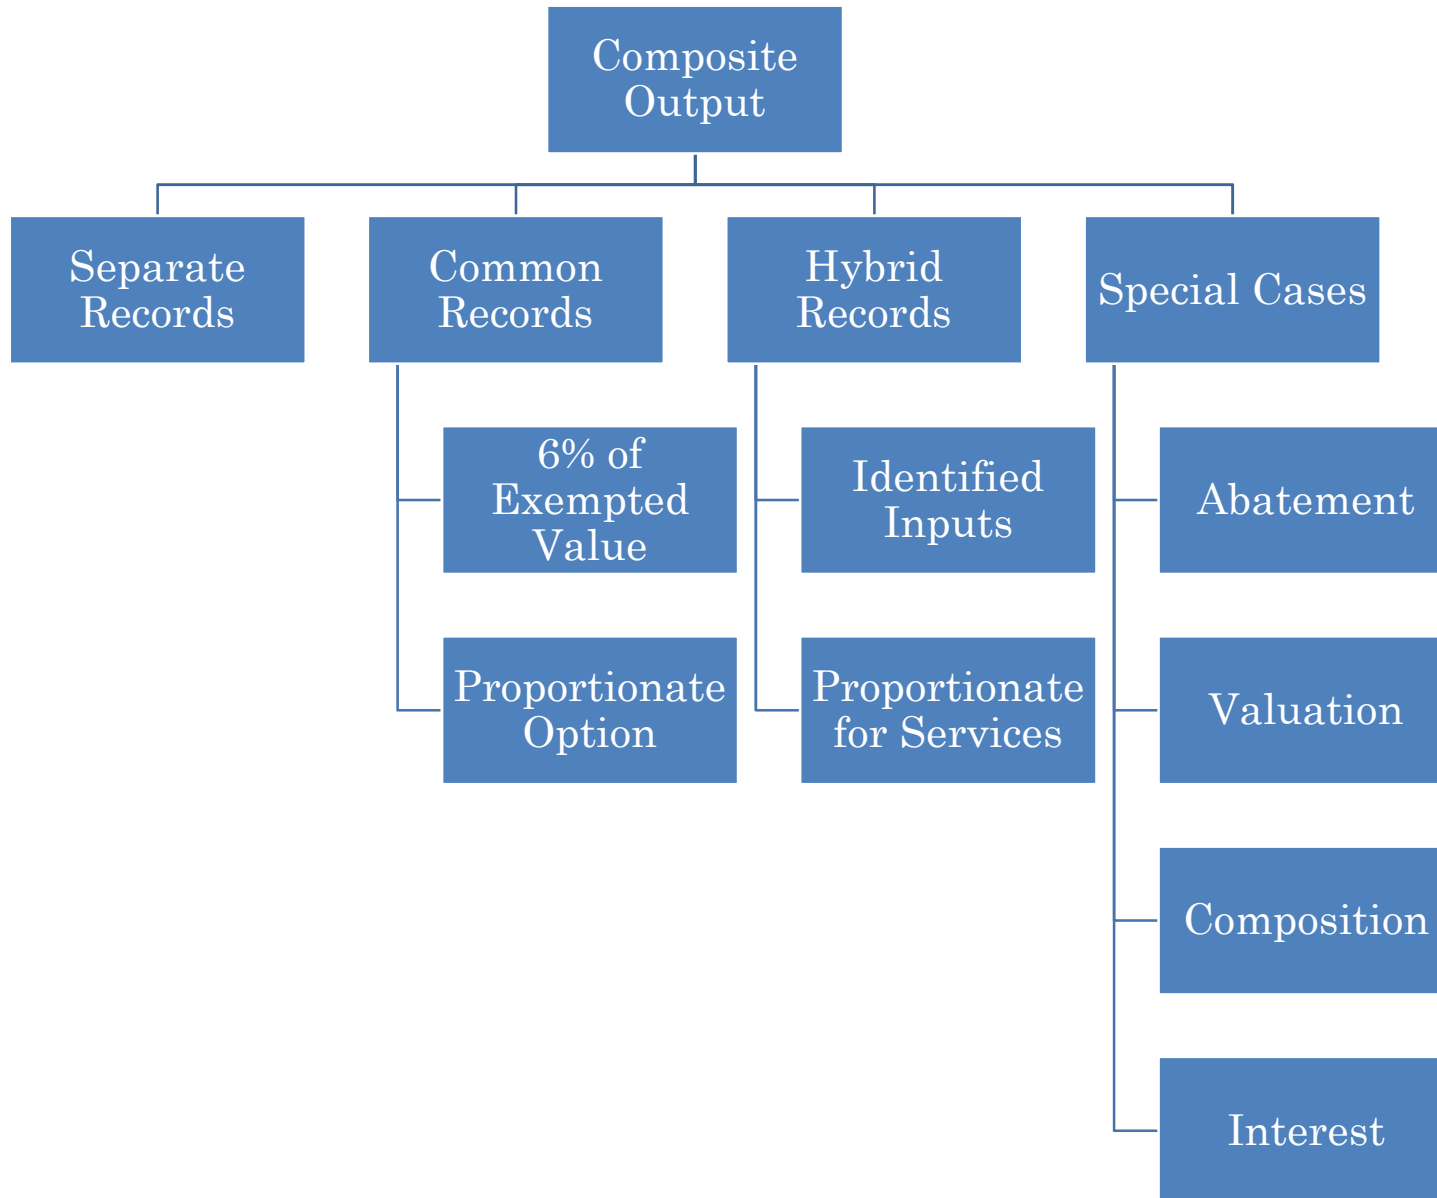 Composite
Output
Separate
Records
Common
Records
Hybrid
Records
Special Cases
6% of
Exempted
Value
Proportionate
Option
Identified
Inputs
Proportionate
for Services
Abatement
Valuation
Composition
Interest